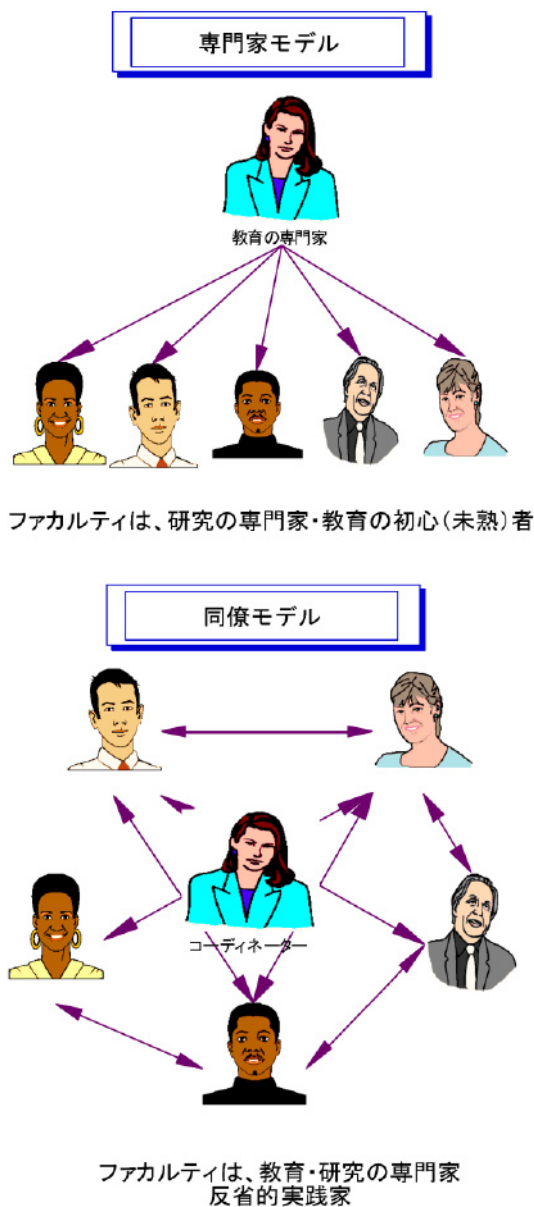 専門家モデル
教育の専門家
ファカルティは、研究の専門家・教育の初心(未熟)者
同僚モデル
コーディネーター
ファカルティは、教育・研究の専門家
反省的実践家